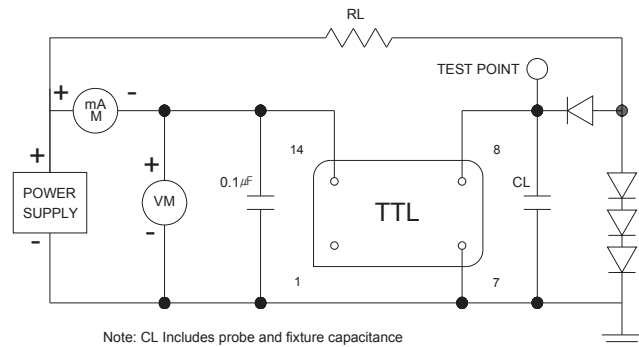 RL
TEST POINT
+ mA M -
14
8
+
+
POWER SUPPLY
VM
0.1㎌
TTL
CL
-
-
1
7
Note: CL Includes probe and fixture capacitance